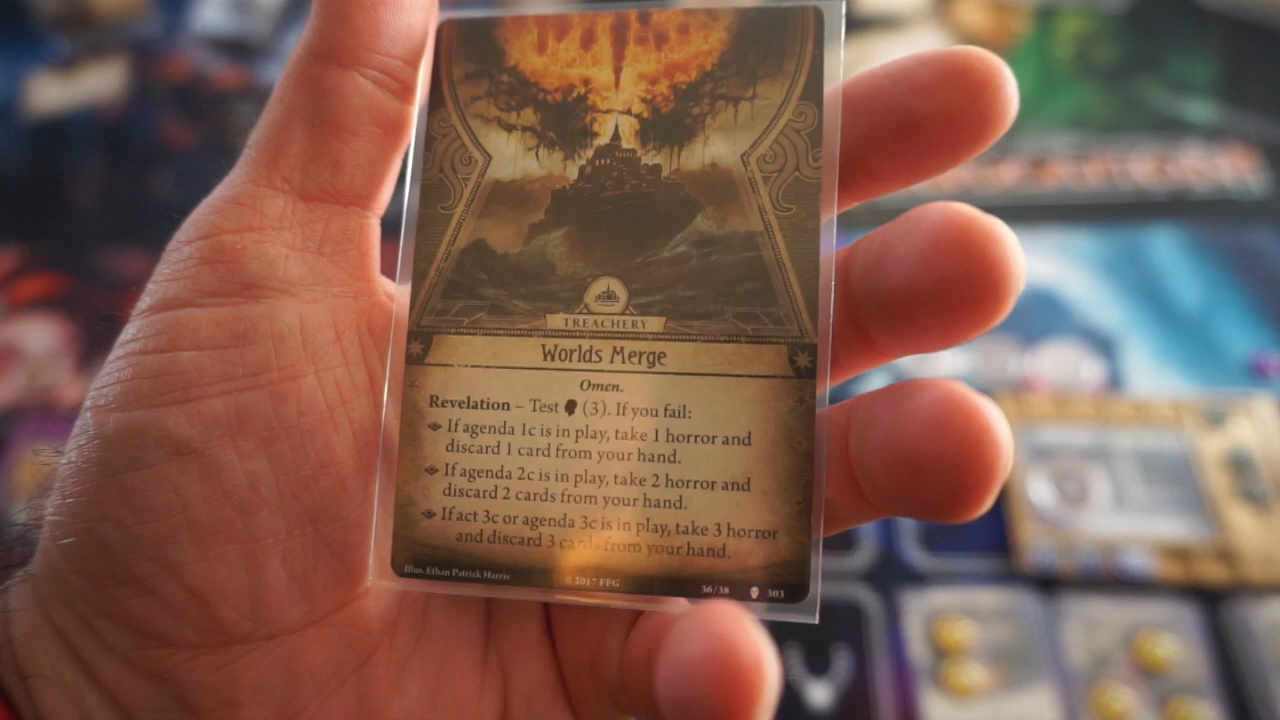 TREACHERY
Worlds Merge
Omen.
Revelation – Test (3). If you fail:
If agenda 1c is in play, take 1 horror and
discard 1 card from your hand.
If agenda 2c is in play, take 2 horror and
discard 2 cards from your hand.
If act 3c or agenda 3c is in play, take 3 horror
and discard 3 cards from your hand.
Illus. Ethan Patrick Harris
© 2017 FFG
36/38
303